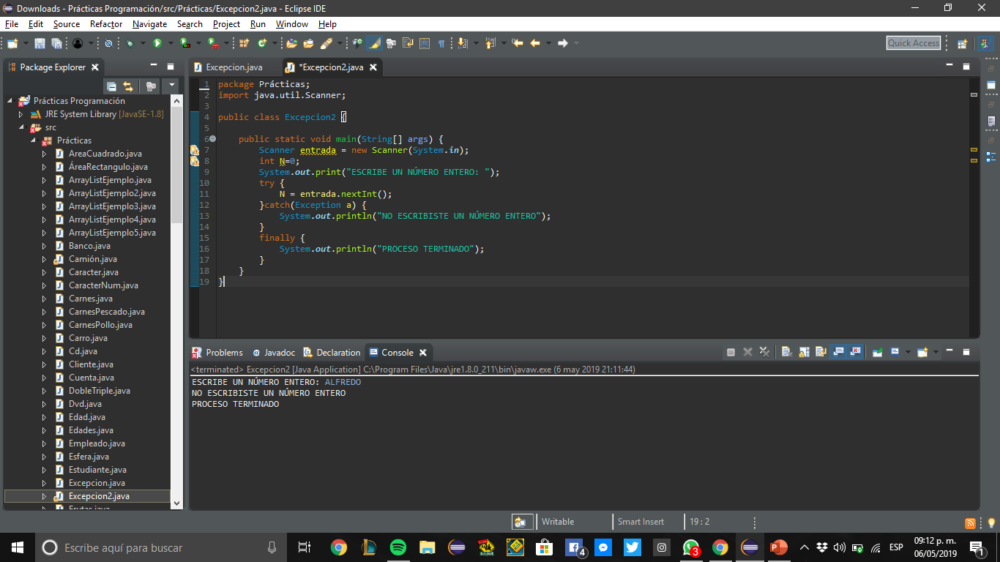 Downloads - Prácticas Programación/src/Prácticas/Excepcion2.java - Eclipse IDE
File Edit Source Refactor Navigate Search Project Run Window Help
Quick Access
Package Explorer
Prácticas Programación
JRE System Library [JavaSE-1.8]
src
Prácticas
AreaCuadrado.java
ÁreaRectangulo.java
ArrayListEjemplo.java
ArrayListEjemplo2.java
ArrayListEjemplo3.java
ArrayListEjemplo4.java
ArrayListEjemplo5.java
Banco.java
Camión.java
Caracter.java
CaracterNum.java
Carnes.java
CarnesPescado.java
CarnesPollo.java
Carro.java
Cd.java
Cliente.java
Cuenta.java
DobleTriple.java
Dvd.java
Edad.java
Edades.java
Empleado.java
Esfera.java
Estudiante.java
Excepcion.java
Excepcion2.java
Frutas.java
Excepcion.java *Excepcion2.java
1 package Prácticas;
2 import java.util.Scanner;
3
4 public class Excepcion2 {
5
6 public static void main(String[] args) {
7 Scanner entrada = new Scanner(System.in);
8 int N=0;
9 System.out.print("ESCRIBE UN NÚMERO ENTERO: ");
10 try {
11 N = entrada.nextInt();
12 }catch(Exception a) {
13 System.out.println("NO ESCRIBISTE UN NÚMERO ENTERO");
14 }
15 finally {
16 System.out.println("PROCESO TERMINADO");
17 }
18 }
19 }
Problems Javadoc Declaration Console
<terminated> Excepcion2 [Java Application] C:\Program Files\Java\jre1.8.0_211\bin\javaw.exe (6 may 2019 21:11:44)
ESCRIBE UN NÚMERO ENTERO: ALFREDO
NO ESCRIBISTE UN NÚMERO ENTERO
PROCESO TERMINADO
Writable Smart Insert 19 : 2
Escribe aquí para buscar
4
3
ESP
09:12 p. m.
06/05/2019
1